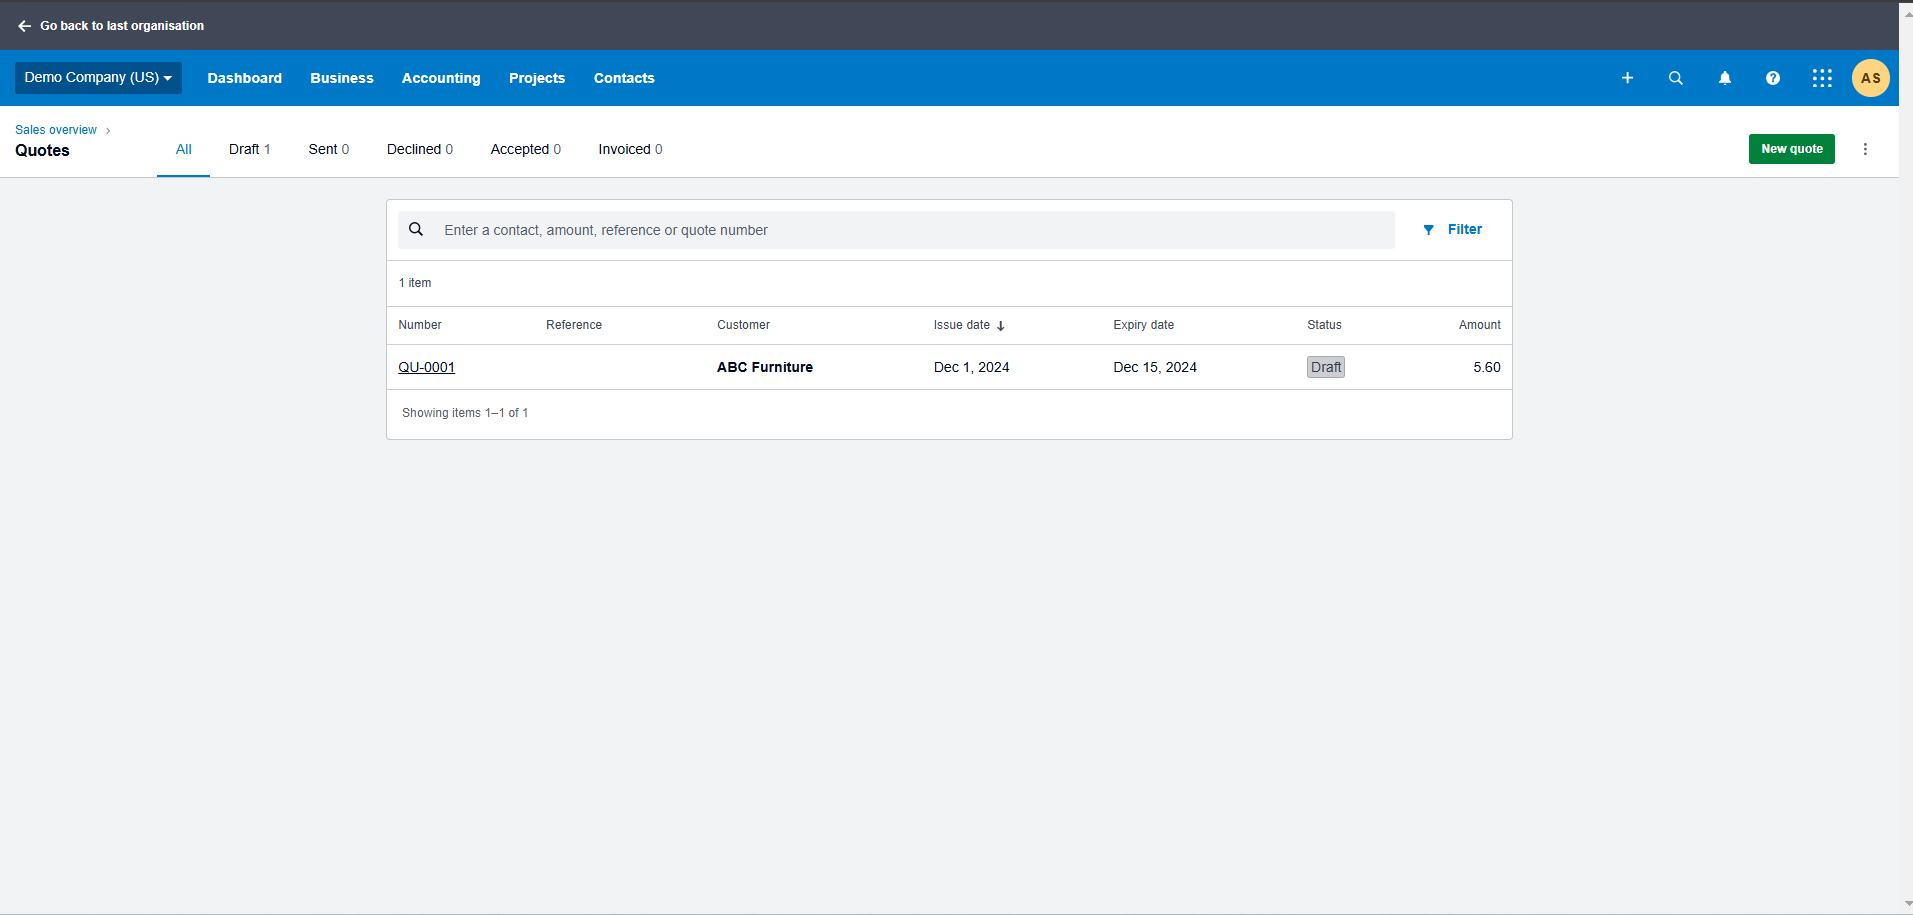 Go back to last organisation
Demo Company (US) Dashboard Business Accounting Projects Contacts AS
Sales overview
Quotes All Draft 1 Sent 0 Declined 0 Accepted 0 Invoiced 0 New quote
Enter a contact, amount, reference or quote number Filter
1 item
Number Reference Customer Issue date Expiry date Status Amount
QU-0001 ABC Furniture Dec 1, 2024 Dec 15, 2024 Draft 5.60
Showing items 1–1 of 1